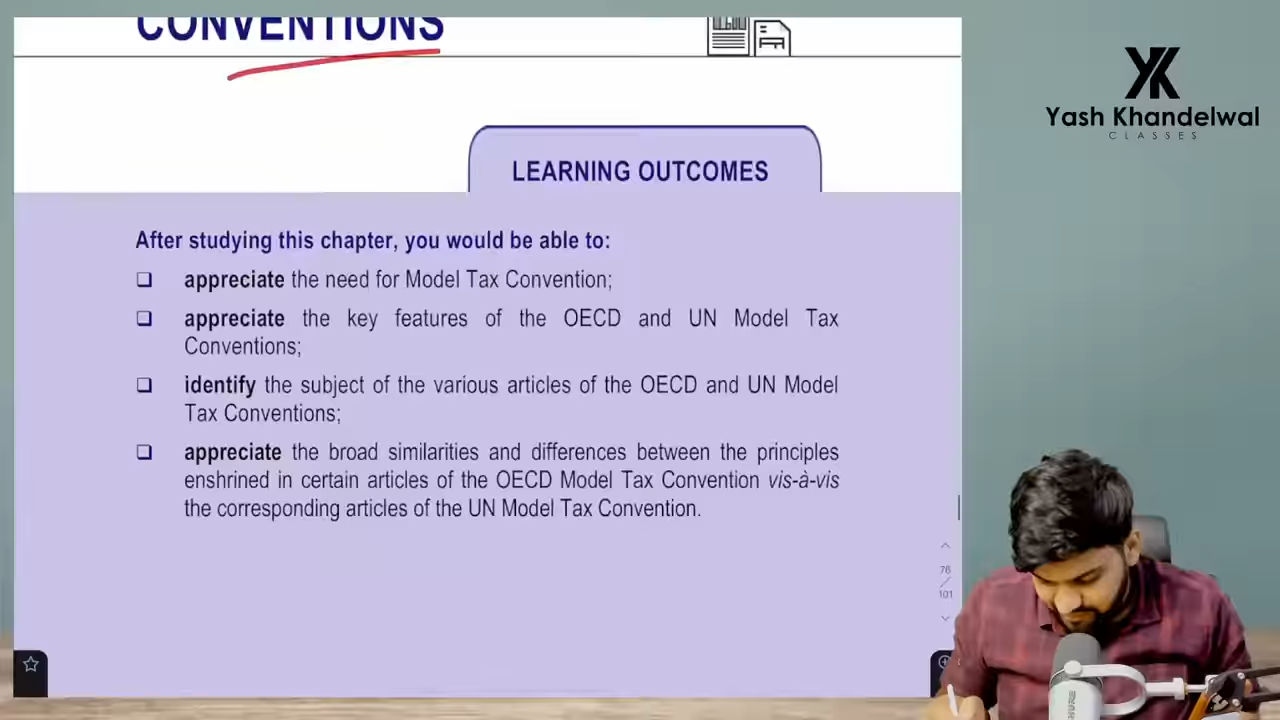 CONVENTIONS
Yash Khandelwal
CLASSES
LEARNING OUTCOMES
After studying this chapter, you would be able to:
❑ appreciate the need for Model Tax Convention;
❑ appreciate the key features of the OECD and UN Model Tax
Conventions;
❑ identify the subject of the various articles of the OECD and UN Model
Tax Conventions;
❑ appreciate the broad similarities and differences between the principles
enshrined in certain articles of the OECD Model Tax Convention vis-à-vis
the corresponding articles of the UN Model Tax Convention.
76
/
101